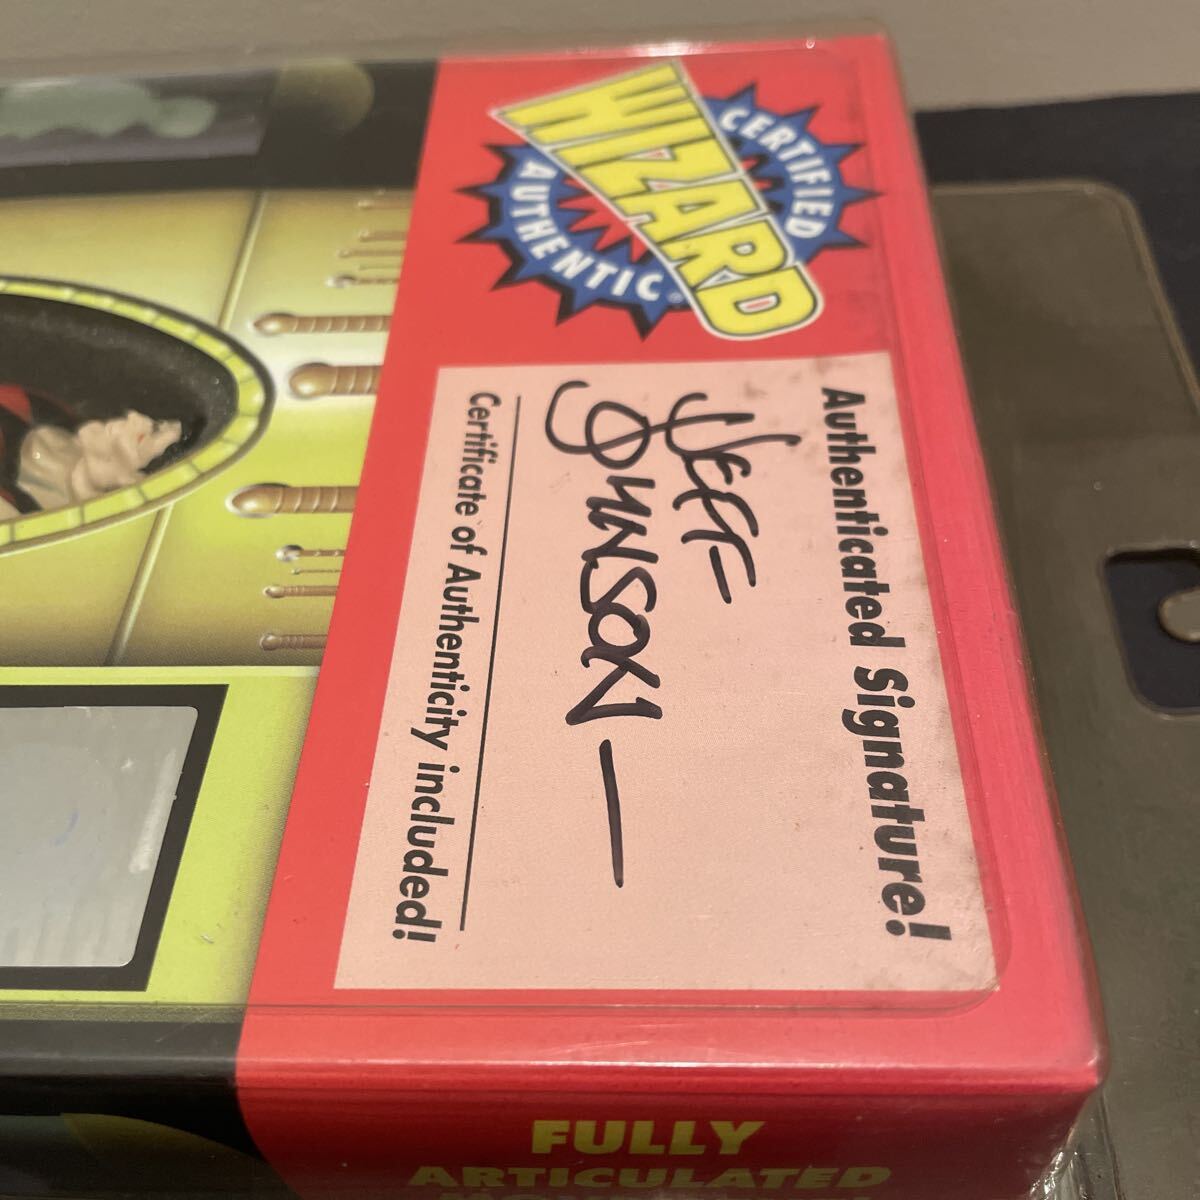 CERTIFIED
WIZARD
AUTHENTIC®
Authenticated Signature!
JEFF
JOHNSON
Certificate of Authenticity included!
FULLY
ARTICULATED